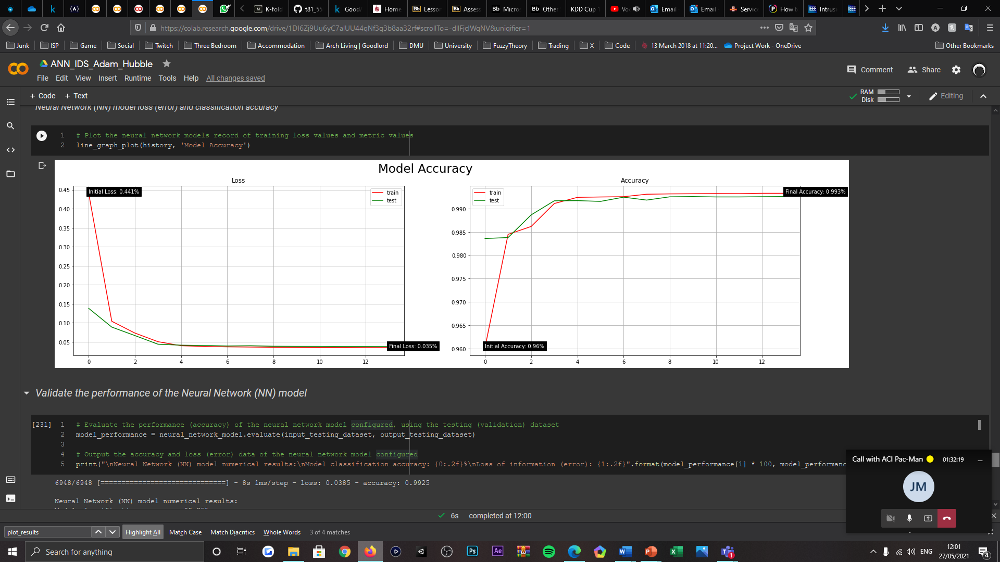 K-fold
t81_55
Good/
Home
Lesson
Assess
Micros
Other
KDD Cup 1
Email
Email
Servic
How t
Intrusi
https://colab.research.google.com/drive/1DI6Zj9Uu6yC7alUU44qNf3q3b8aa32rf#scrollTo=-dllFjclWqNV&uniqifier=1
Junk ISP Game Social Twitch Three Bedroom Accommodation Arch Living | Goodlord DMU University FuzzyTheory Trading X Code 13 March 2018 at 11:20... Project Work - OneDrive Other Bookmarks
ANN_IDS_Adam_Hubble
Comment Share
File Edit View Insert Runtime Tools Help All changes saved
+ Code + Text
RAM
Disk
Editing
Neural Network (NN) model loss (error) and classification accuracy
1 # Plot the neural network models record of training loss values and metric values
2 line_graph_plot(history, 'Model Accuracy')
Model Accuracy
Loss
Initial Loss: 0.441%
train
test
0.45
0.40
0.35
0.30
0.25
0.20
0.15
0.10
0.05
Final Loss: 0.035%
0 2 4 6 8 10 12
Accuracy
train
test
Final Accuracy: 0.993%
0.990
0.985
0.980
0.975
0.970
0.965
0.960
Initial Accuracy: 0.96%
0 2 4 6 8 10 12
Validate the performance of the Neural Network (NN) model
[231] 1 # Evaluate the performance (accuracy) of the neural network model configured, using the testing (validation) dataset
2 model_performance = neural_network_model.evaluate(input_testing_dataset, output_testing_dataset)
3
4 # Output the accuracy and loss (error) data of the neural network model configured
5 print("\nNeural Network (NN) model numerical results:\nModel classification accuracy: {0:.2f}%\nLoss of information (error): {1:.2f}".format(model_performance[1] * 100, model_performanc
6948/6948 [==============================] - 8s 1ms/step - loss: 0.0385 - accuracy: 0.9925
Neural Network (NN) model numerical results:
Call with ACI Pac-Man 01:32:19
JM
6s completed at 12:00
plot_results Highlight All Match Case Match Diacritics Whole Words 3 of 4 matches
Search for anything
ENG
12:01
27/05/2021